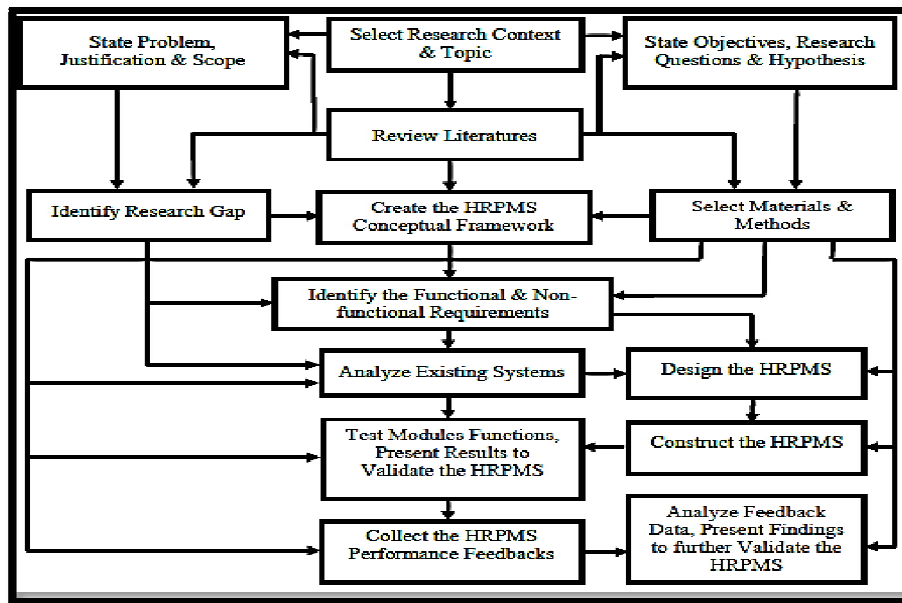 State Problem,
Justification & Scope
Select Research Context
& Topic
State Objectives, Research
Questions & Hypothesis
Review Literatures
Identify Research Gap
Create the HRPMS
Conceptual Framework
Select Materials &
Methods
Identify the Functional & Non-
functional Requirements
Analyze Existing Systems
Design the HRPMS
Test Modules Functions,
Present Results to
Validate the HRPMS
Construct the HRPMS
Collect the HRPMS
Performance Feedbacks
Analyze Feedback
Data, Present Findings
to further Validate the
HRPMS